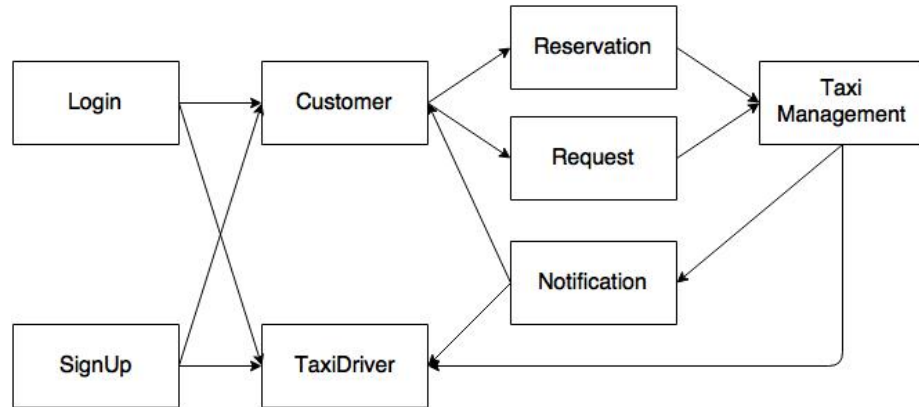 Reservation
Login
Customer
Taxi
Management
Request
Notification
SignUp
TaxiDriver